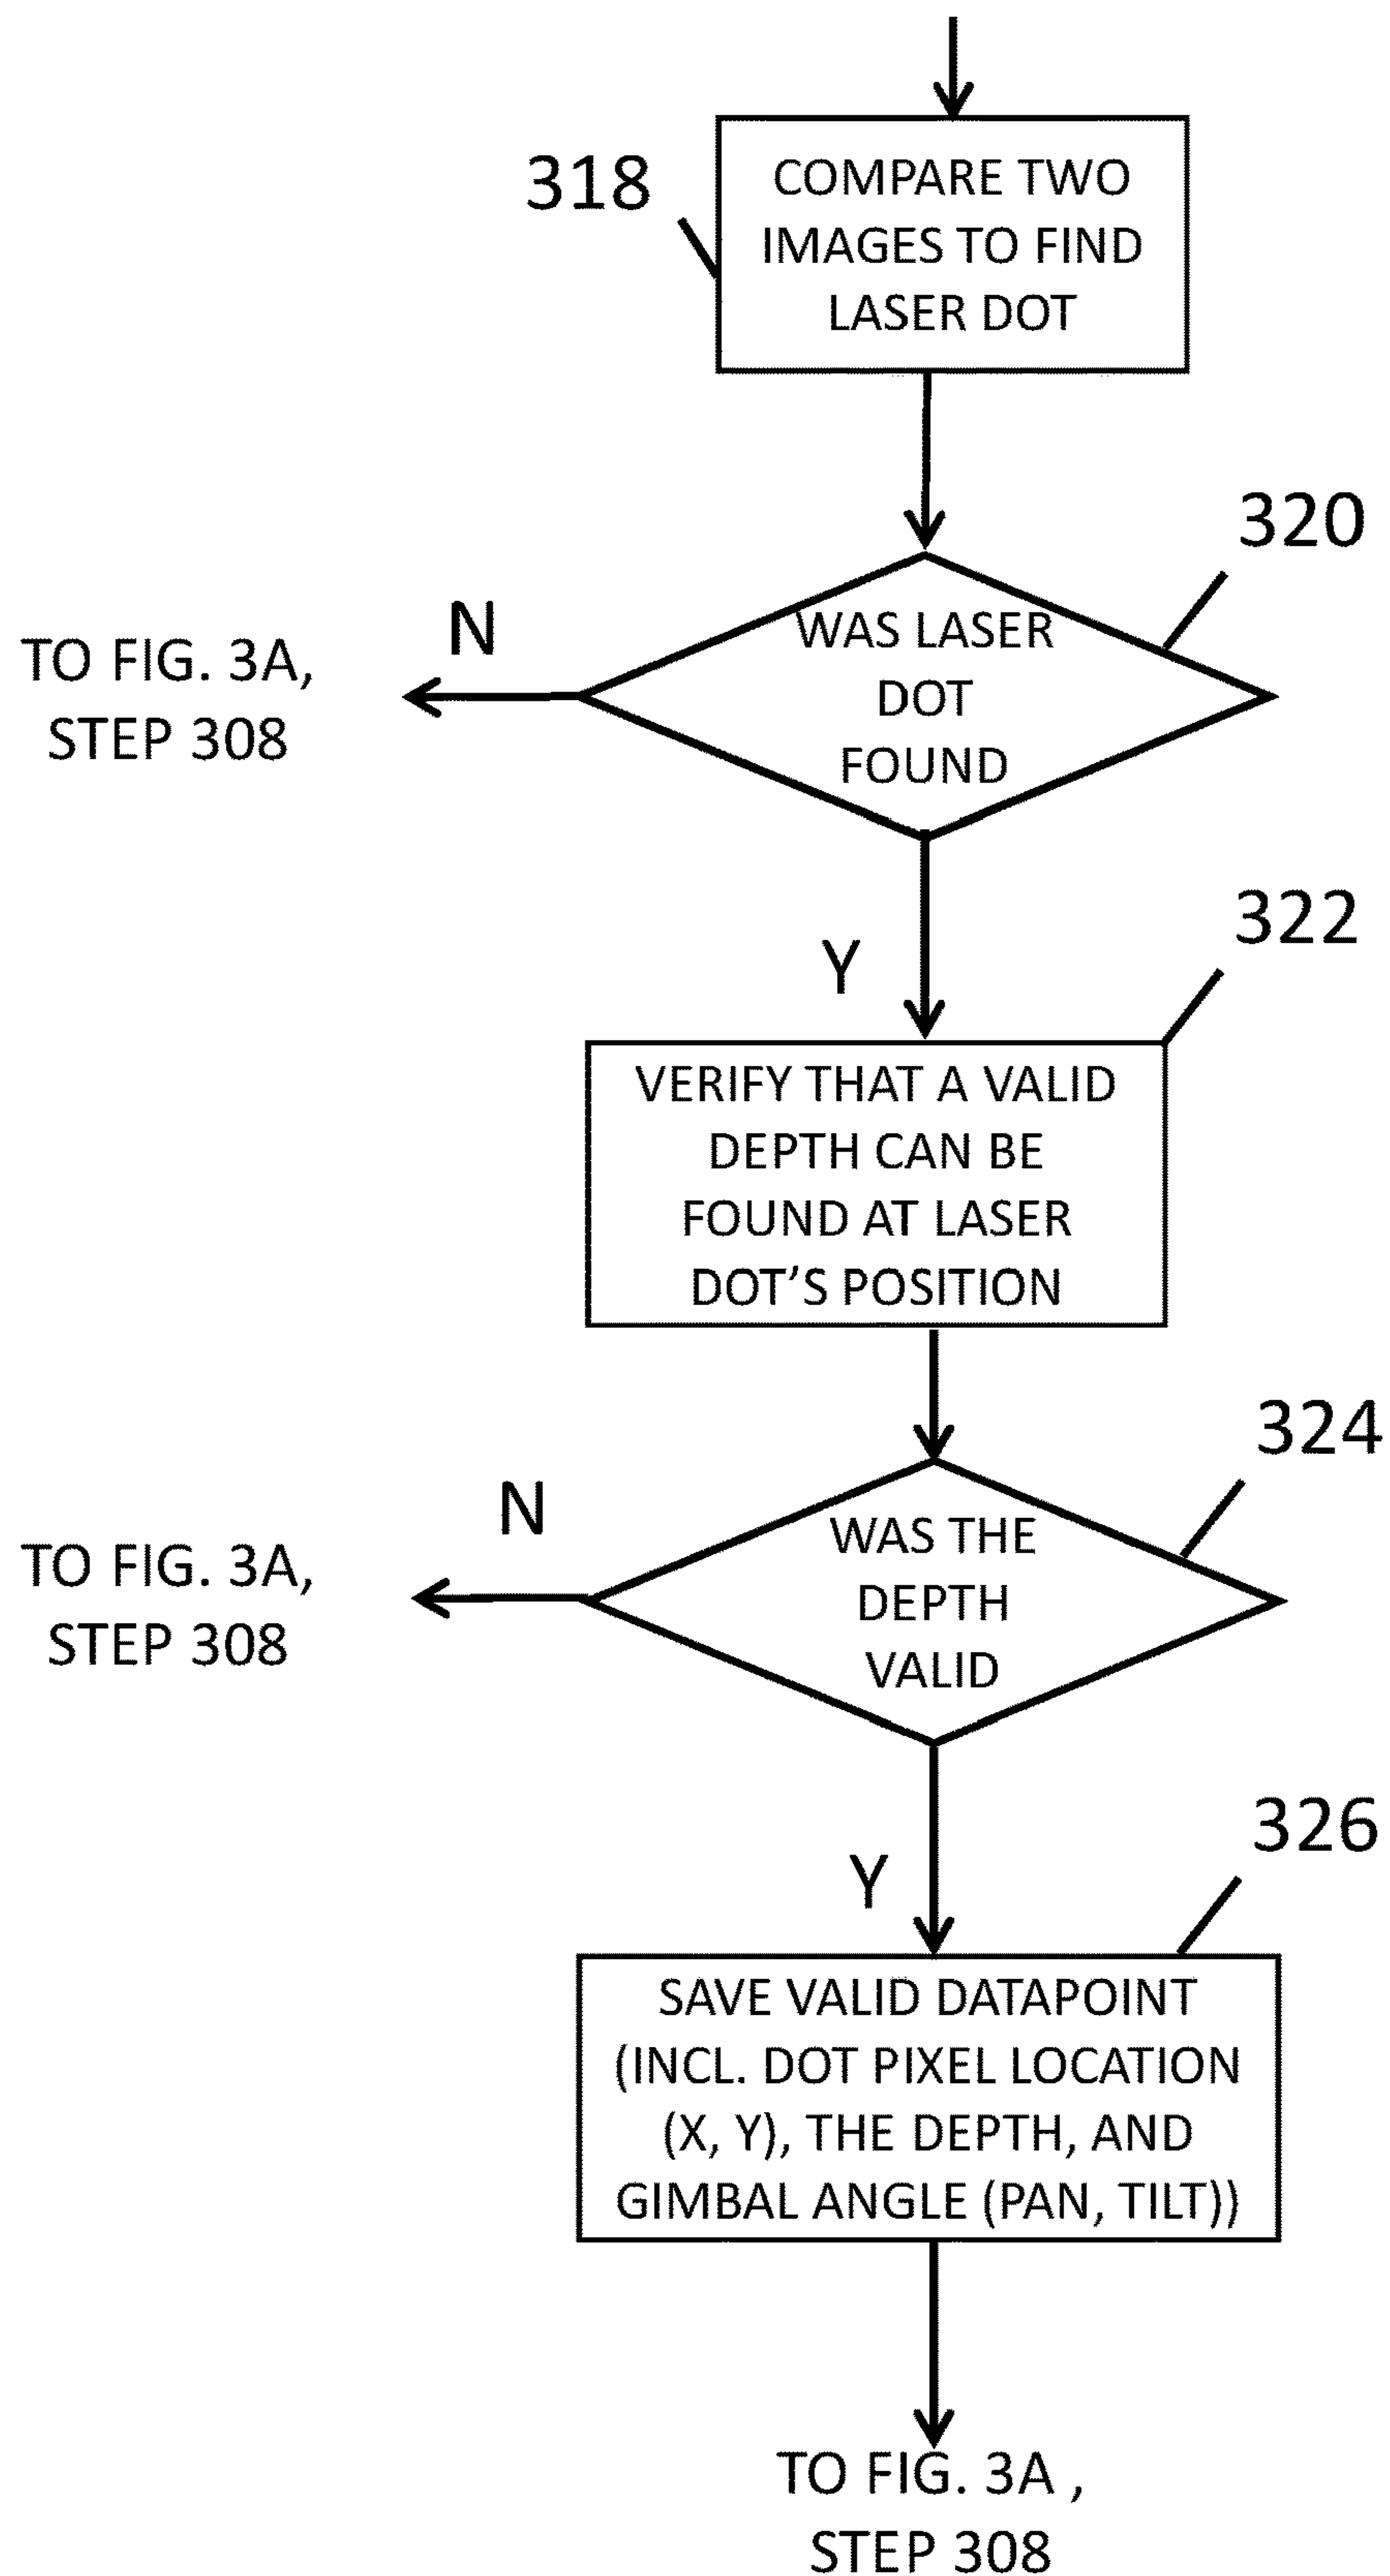 318
COMPARE TWO
IMAGES TO FIND
LASER DOT
320
WAS LASER
DOT
FOUND
N
TO FIG. 3A,
STEP 308
Y
322
VERIFY THAT A VALID
DEPTH CAN BE
FOUND AT LASER
DOT'S POSITION
324
WAS THE
DEPTH
VALID
N
TO FIG. 3A,
STEP 308
Y
326
SAVE VALID DATAPOINT
(INCL. DOT PIXEL LOCATION
(X, Y), THE DEPTH, AND
GIMBAL ANGLE (PAN, TILT))
TO FIG. 3A ,
STEP 308